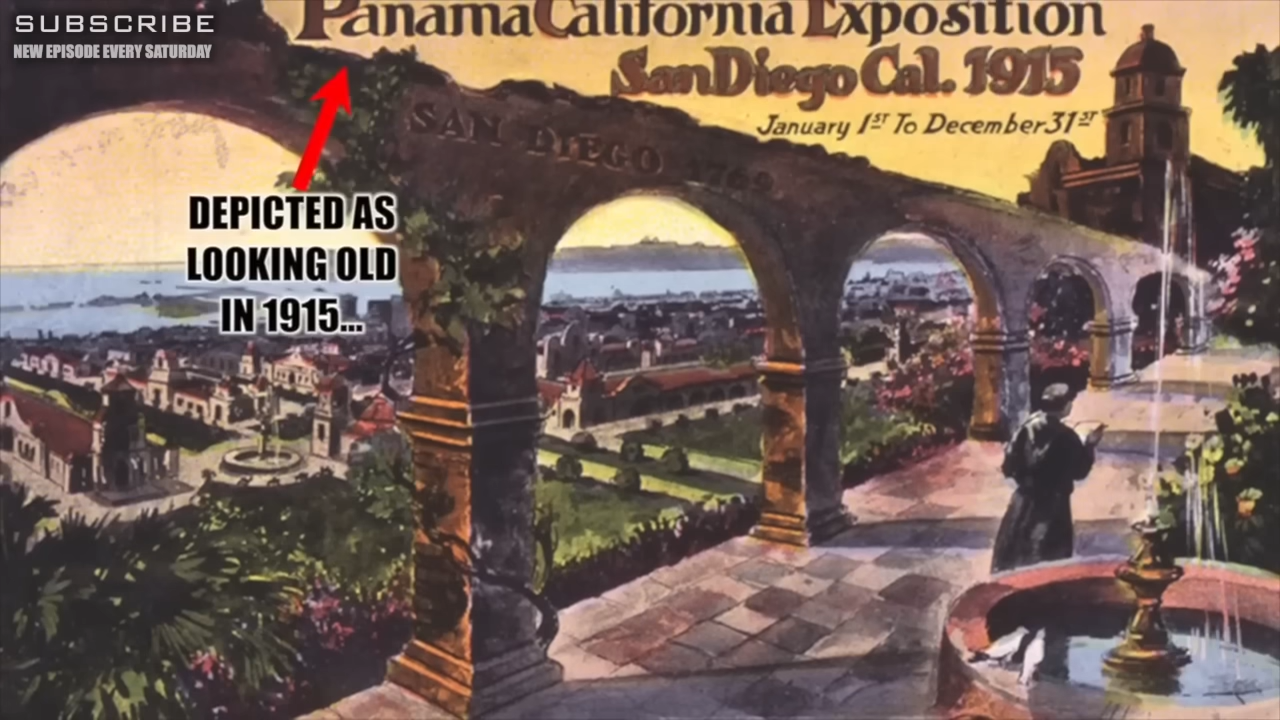 SUBSCRIBE
NEW EPISODE EVERY SATURDAY
Panama California Exposition
San Diego Cal. 1915
January 1ST To December 31ST
SAN DIEGO 1769
DEPICTED AS
LOOKING OLD
IN 1915...